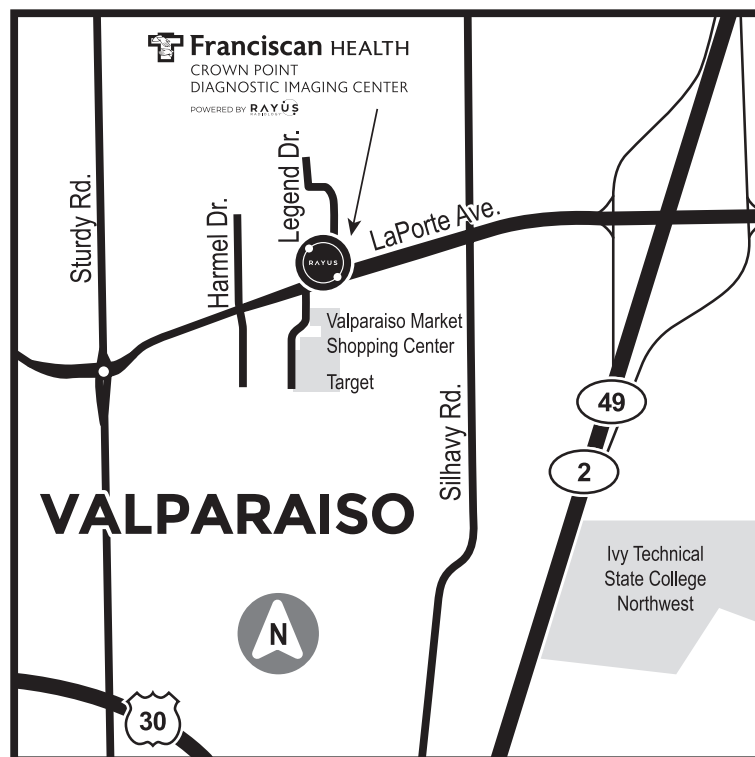 Franciscan HEALTH
CROWN POINT
DIAGNOSTIC IMAGING CENTER
POWERED BY RAYUS
RADIOLOGY
Legend Dr.
Sturdy Rd.
Harmel Dr.
LaPorte Ave.
RAYUS
Valparaiso Market
Shopping Center
Target
Silhavy Rd.
49
2
VALPARAISO
Ivy Technical
State College
Northwest
N
30